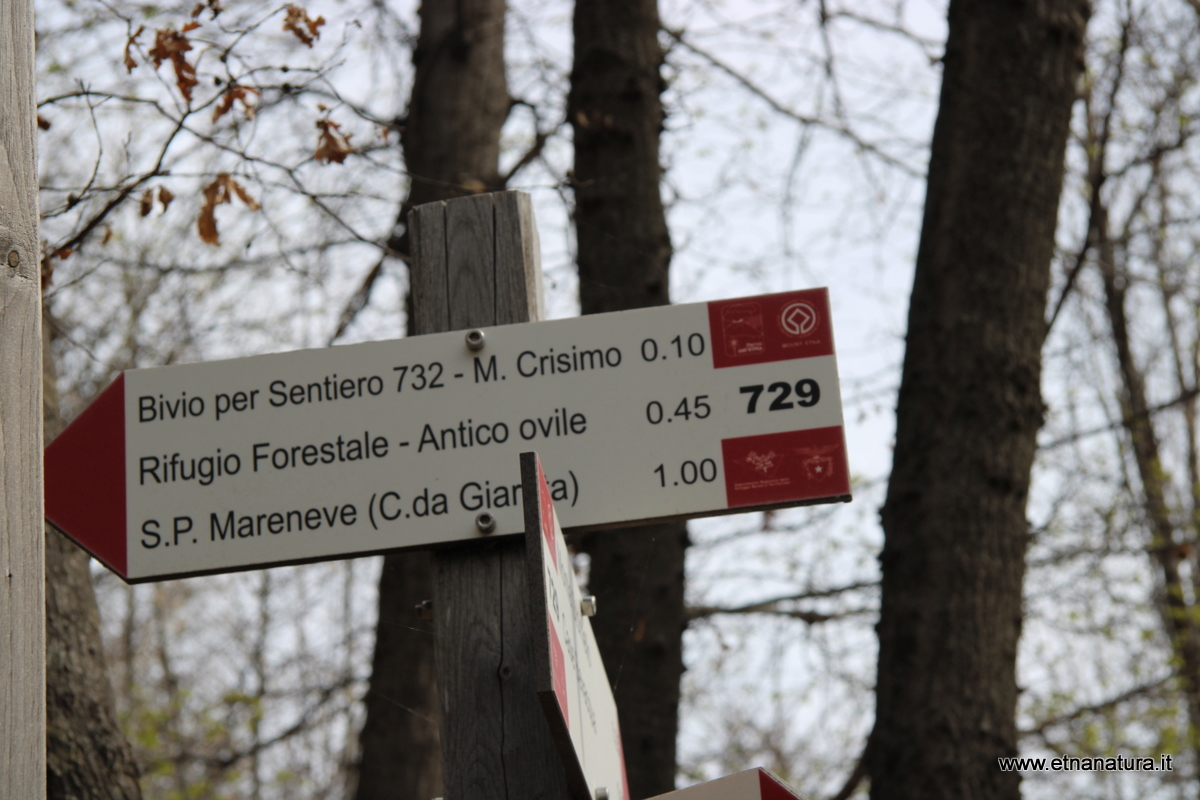 Bivio per Sentiero 732 - M. Crisimo 0.10
Rifugio Forestale - Antico ovile 0.45
729
S.P. Mareneve (C.da 1.00
www.etnanatura.it